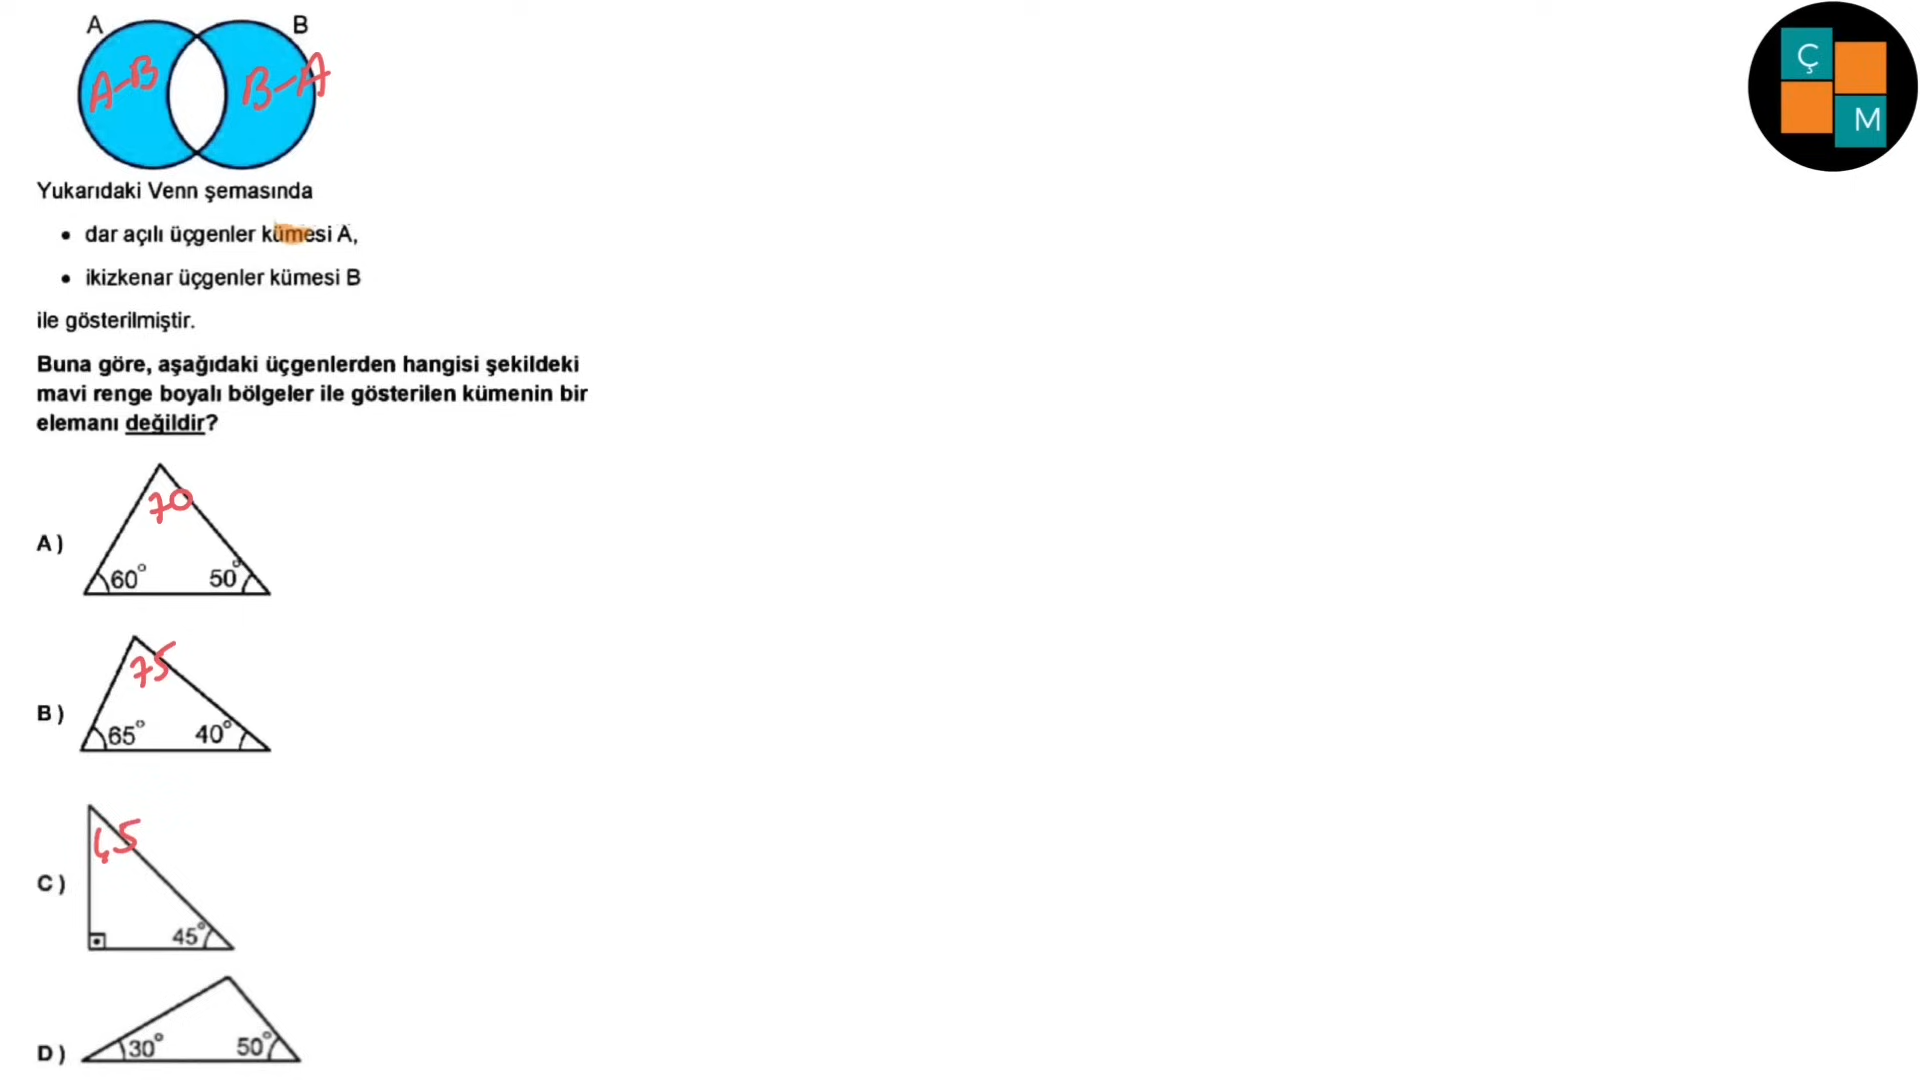 A B
A-B B-A
Ç
M
Yukarıdaki Venn şemasında
• dar açılı üçgenler kümesi A,
• ikizkenar üçgenler kümesi B
ile gösterilmiştir.
Buna göre, aşağıdaki üçgenlerden hangisi şekildeki
mavi renge boyalı bölgeler ile gösterilen kümenin bir
elemanı değildir?
70
A) 60° 50°
75
B) 65° 40°
45
C) 45°
D) 30° 50°